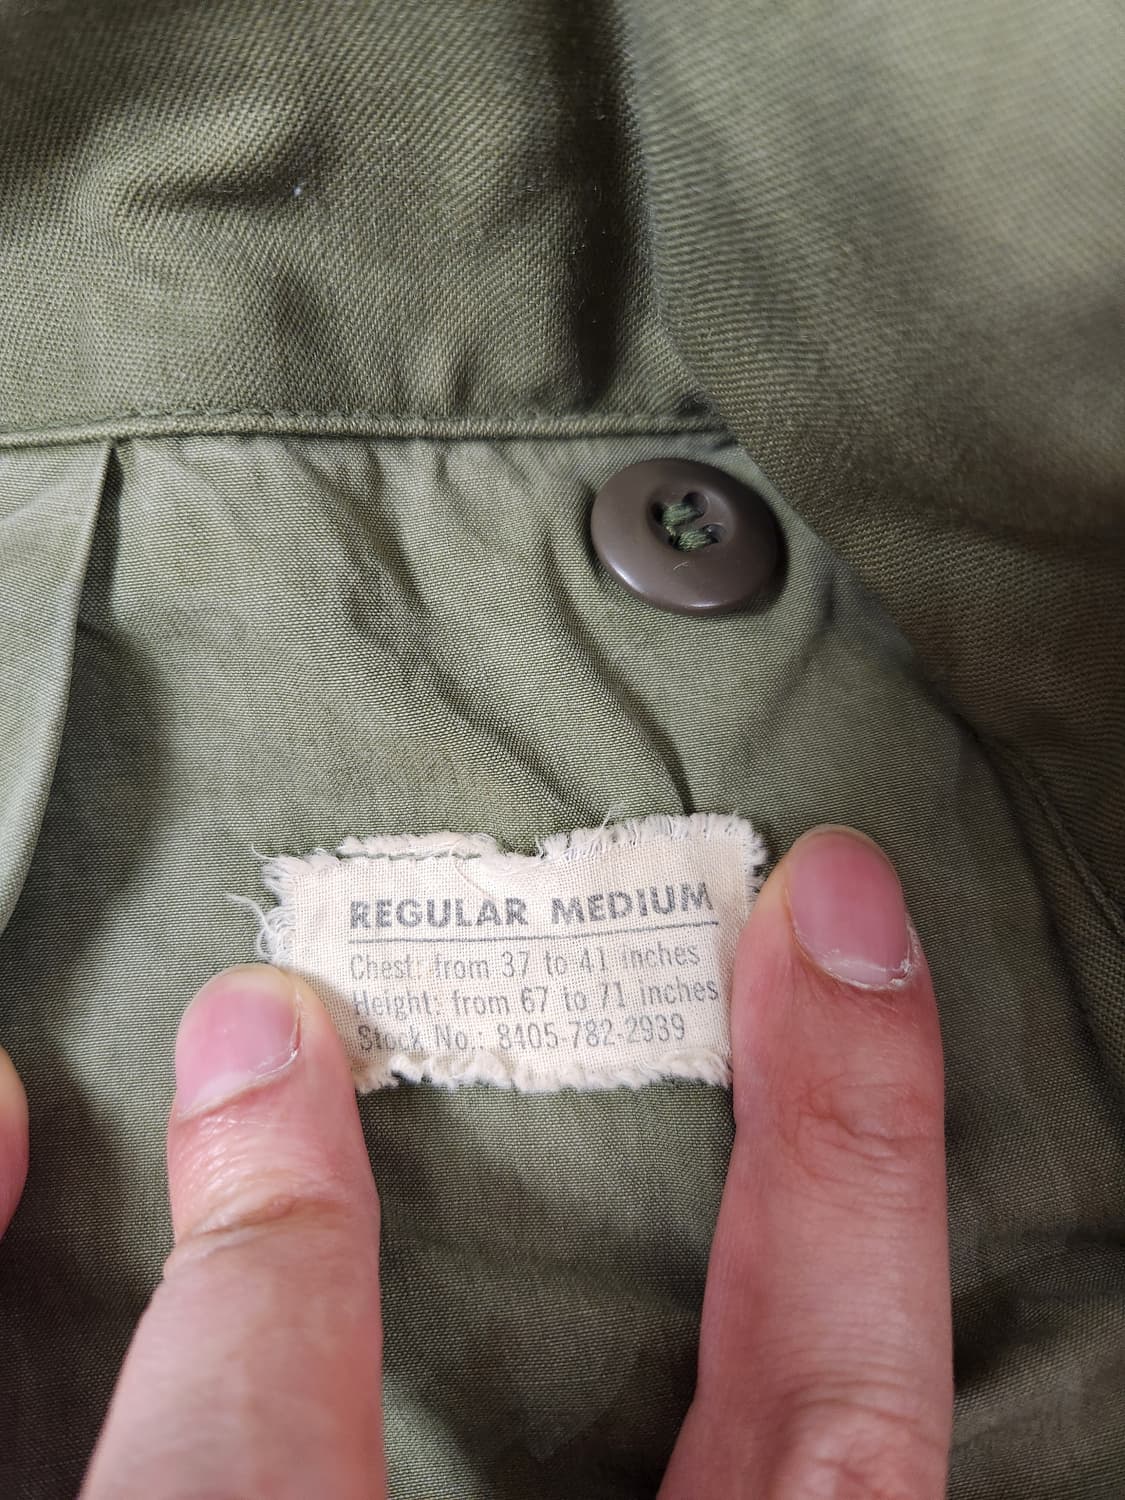 REGULAR MEDIUM
Chest: from 37 to 41 inches
Height: from 67 to 71 inches
Stock No.: 8405-782-2939